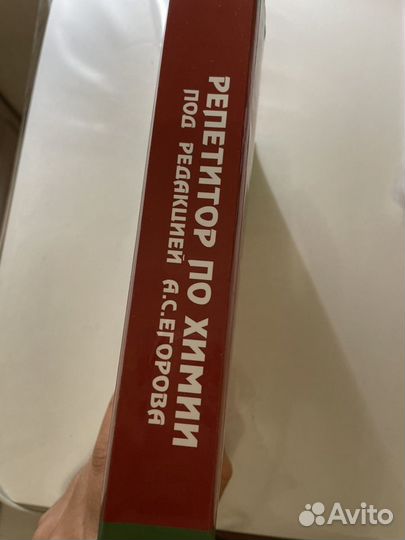 РЕПЕТИТОР ПО ХИМИИ
ПОД РЕДАКЦИЕЙ А.С.ЕГОРОВА
Avito